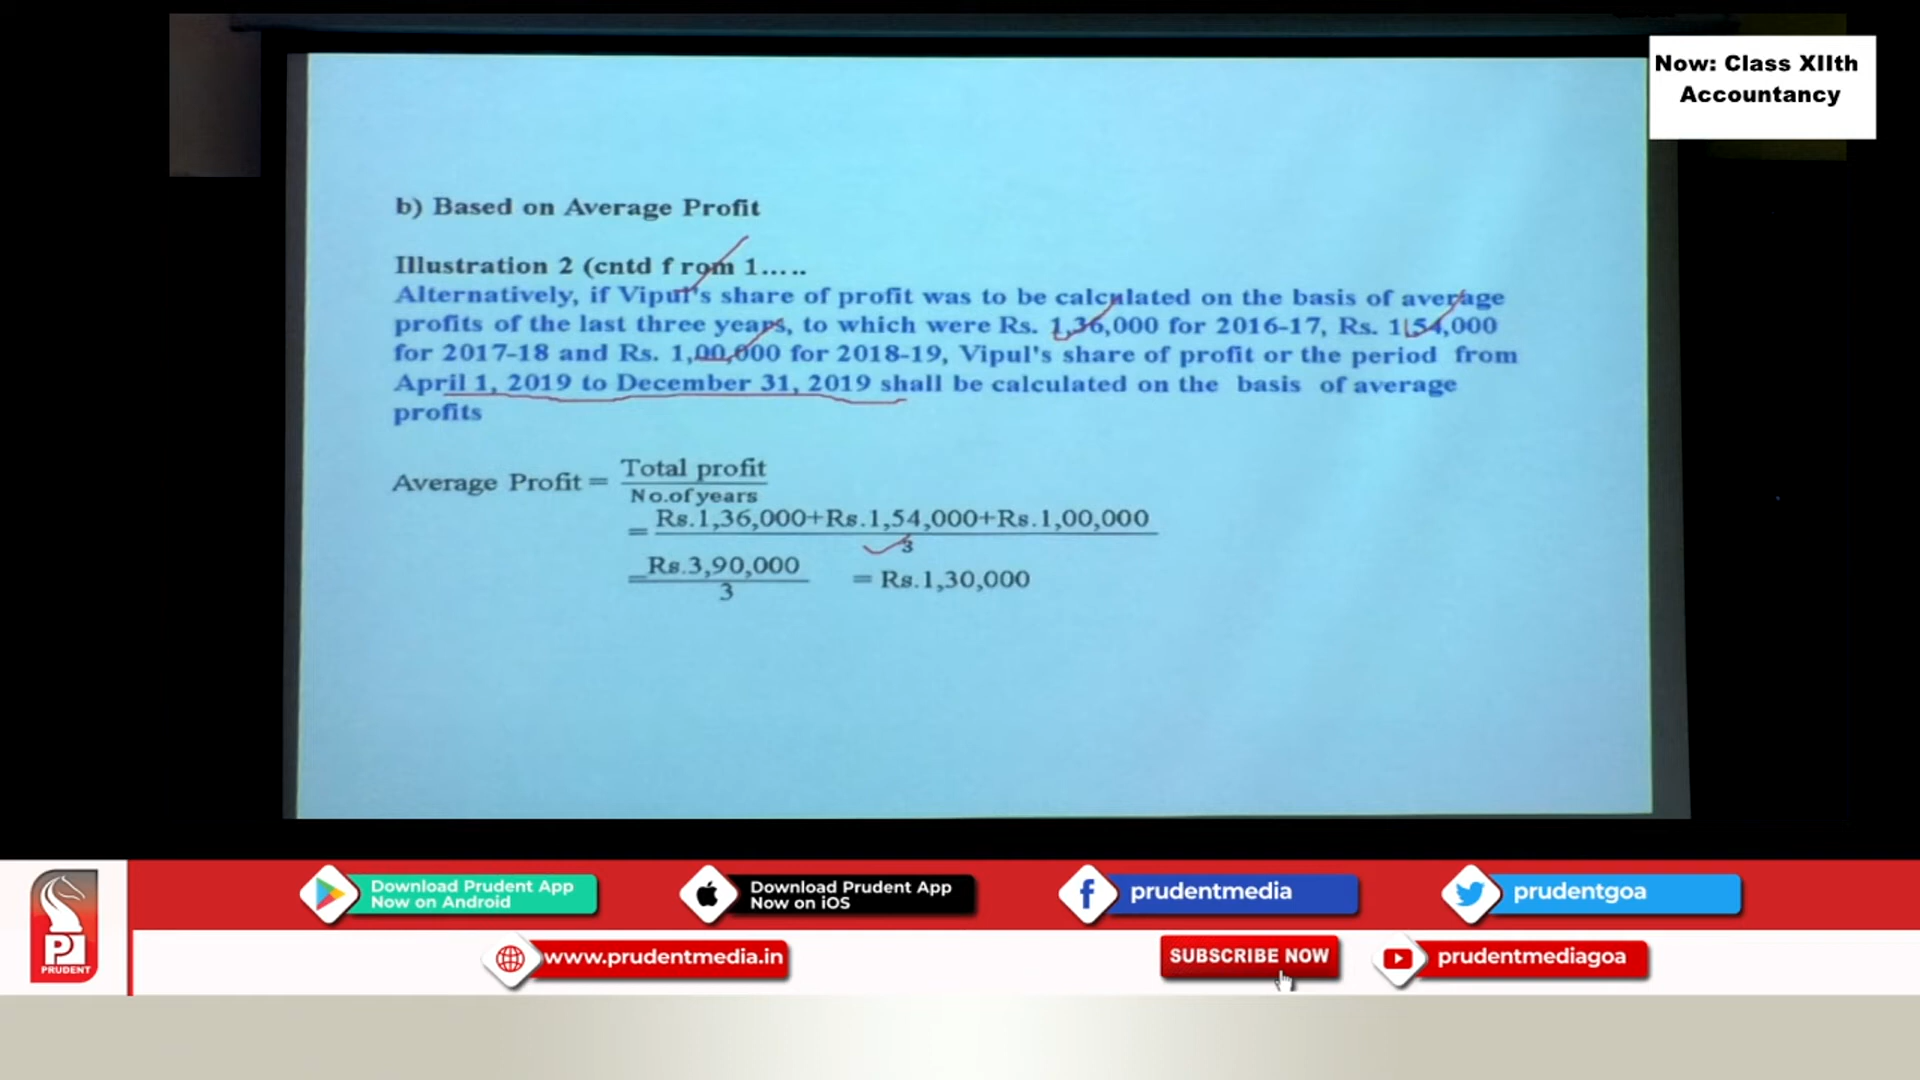 Now: Class XIIth
Accountancy
b) Based on Average Profit
Illustration 2 (cntd f rom 1.....
Alternatively, if Vipul's share of profit was to be calculated on the basis of average
profits of the last three years, to which were Rs. 1,36,000 for 2016-17, Rs. 1,54,000
for 2017-18 and Rs. 1,00,000 for 2018-19, Vipul's share of profit or the period from
April 1, 2019 to December 31, 2019 shall be calculated on the basis of average
profits
Average Profit = Total profit
No.of years
= Rs.1,36,000+Rs.1,54,000+Rs.1,00,000
3
= Rs.3,90,000 = Rs.1,30,000
3
Download Prudent App
Now on Android
Download Prudent App
Now on iOS
prudentmedia
prudentgoa
PRUDENT
www.prudentmedia.in
SUBSCRIBE NOW
prudentmediagoa